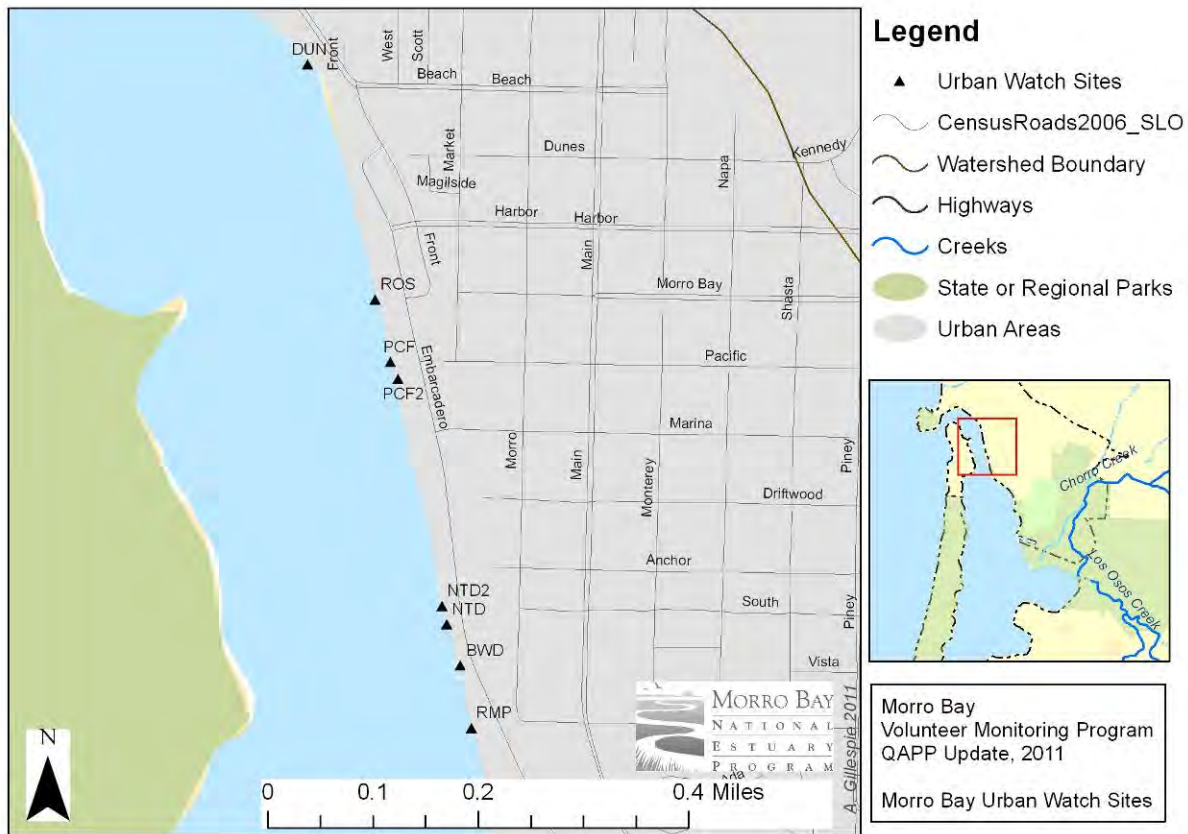 DUN
Front
West
Scott
Beach
Beach
Market
Dunes
Kennedy
Napa
Magilside
Harbor
Harbor
Front
Main
ROS
Morro Bay
Shasta
PCF
PCF2
Embarcadero
Pacific
Marina
Morro
Main
Monterey
Piney
Driftwood
Anchor
NTD2
NTD
South
Piney
BWD
Vista
RMP
MORRO BAY
NATIONAL
ESTUARY
PROGRAM
A. Gillespie 2011
N
0 0.1 0.2 0.4 Miles
Legend
Urban Watch Sites
CensusRoads2006_SLO
Watershed Boundary
Highways
Creeks
State or Regional Parks
Urban Areas
Chorro Creek
Los Osos Creek
Morro Bay
Volunteer Monitoring Program
QAPP Update, 2011
Morro Bay Urban Watch Sites